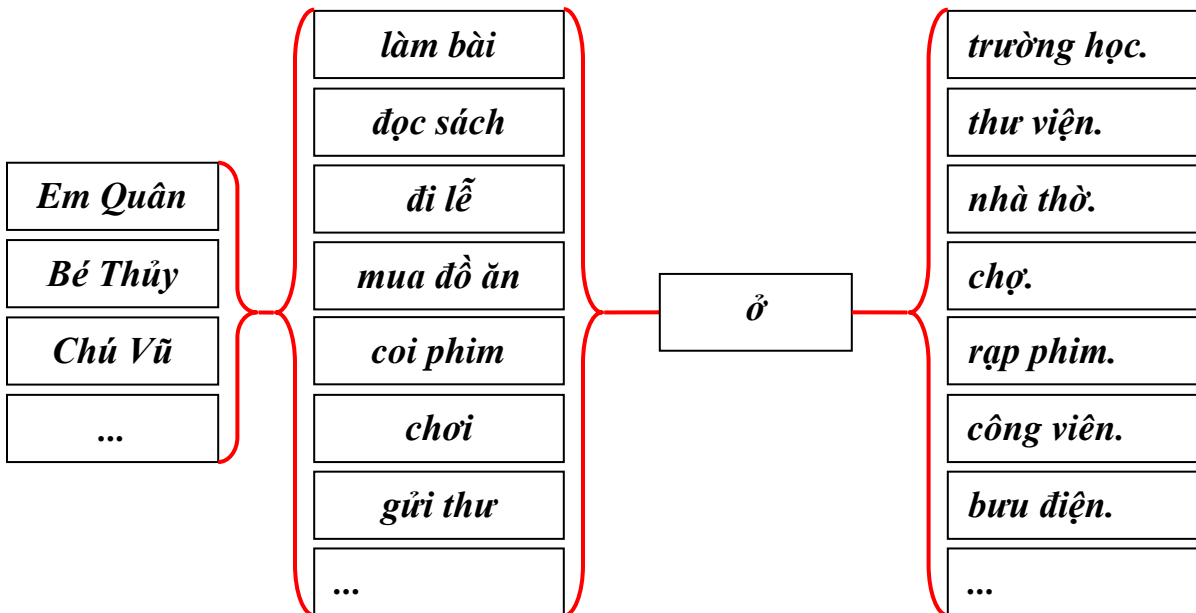 Em Quân
Bé Thủy
Chú Vũ
...
làm bài
đọc sách
đi lễ
mua đồ ăn
coi phim
chơi
gửi thư
...
ở
trường học.
thư viện.
nhà thờ.
chợ.
rạp phim.
công viên.
bưu điện.
...